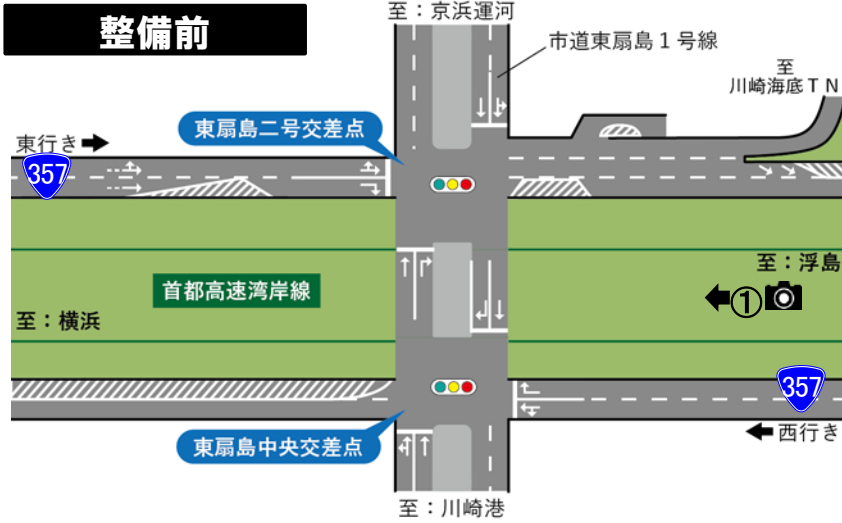 整備前
至：京浜運河
市道東扇島１号線
至
川崎海底ＴＮ
東扇島二号交差点
東行き
357
首都高速湾岸線
至：横浜
至：浮島
①
357
東扇島中央交差点
西行き
至：川崎港